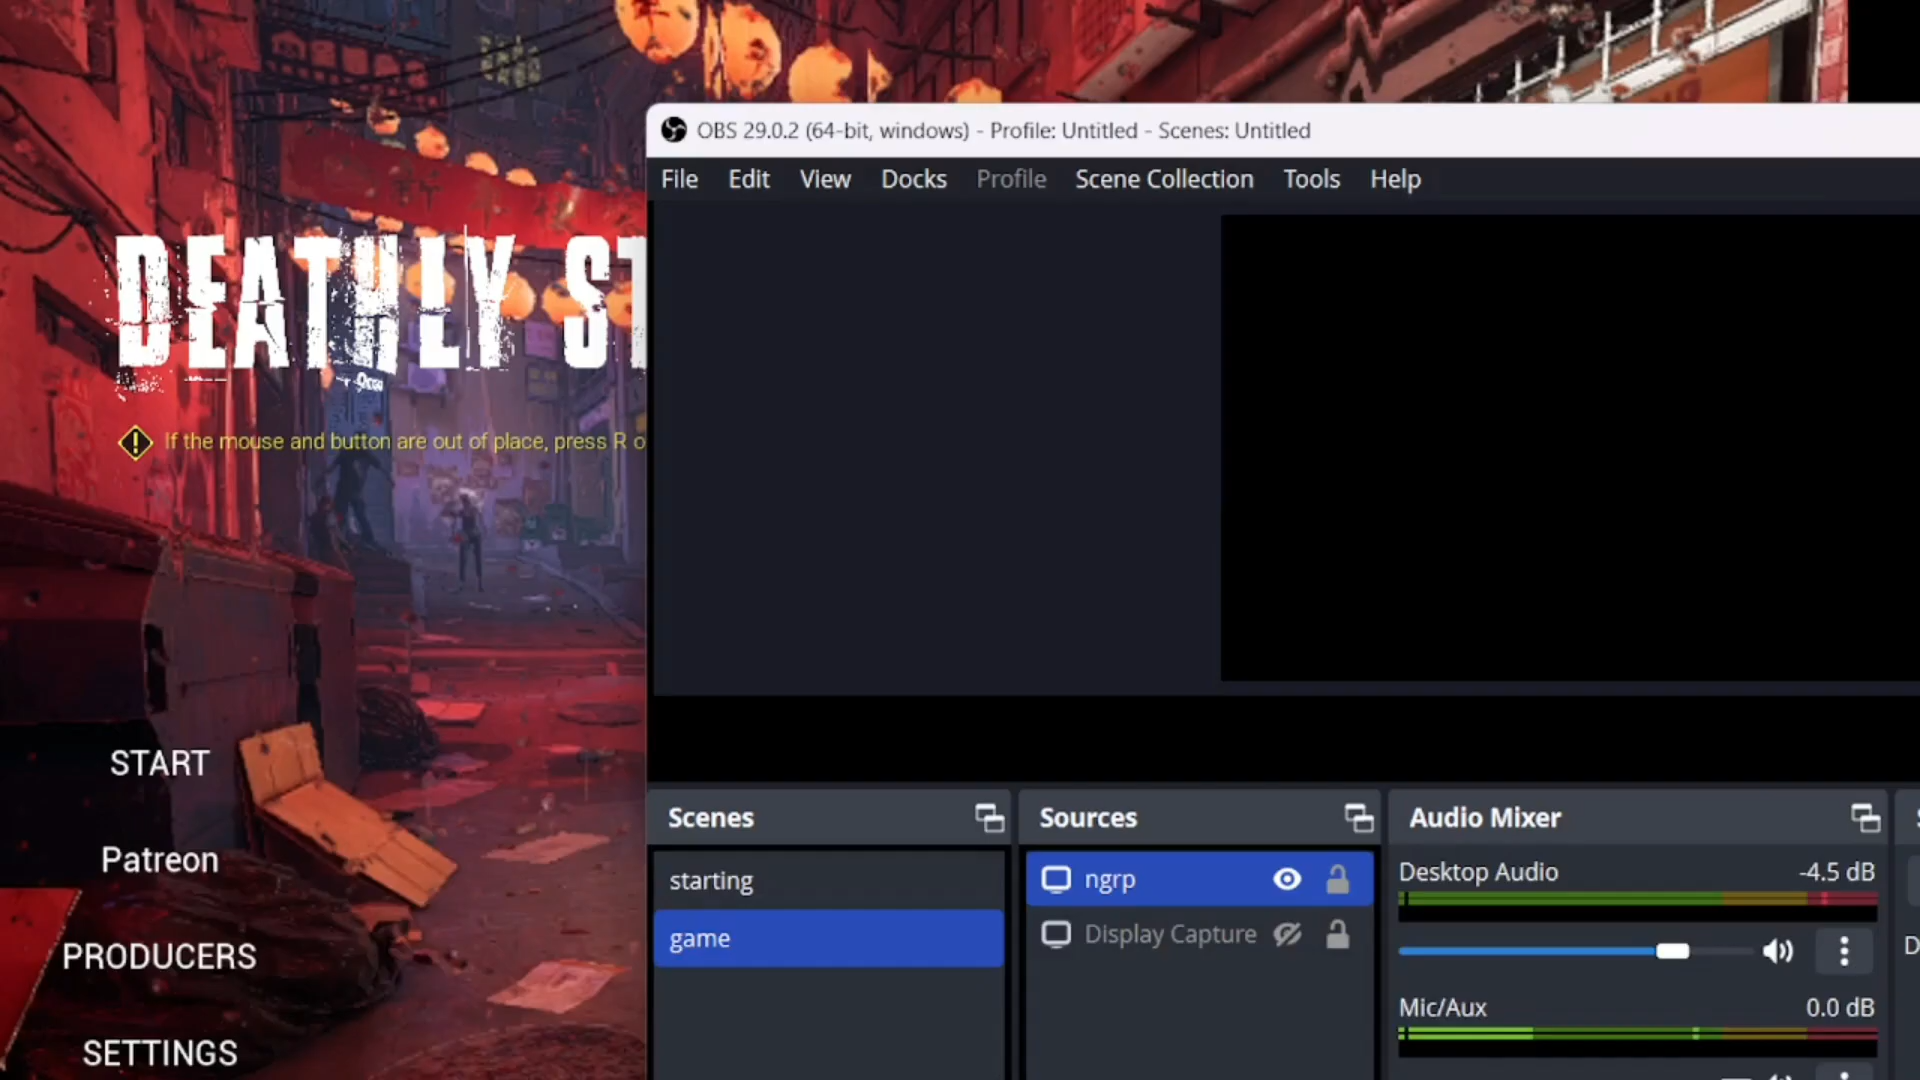 OBS 29.0.2 (64-bit, windows) - Profile: Untitled - Scenes: Untitled
File Edit View Docks Profile Scene Collection Tools Help
DEATHLY ST
If the mouse and button are out of place, press R o
START
Patreon
PRODUCERS
SETTINGS
Scenes
starting
game
Sources
ngrp
Display Capture
Audio Mixer
Desktop Audio -4.5 dB
Mic/Aux 0.0 dB